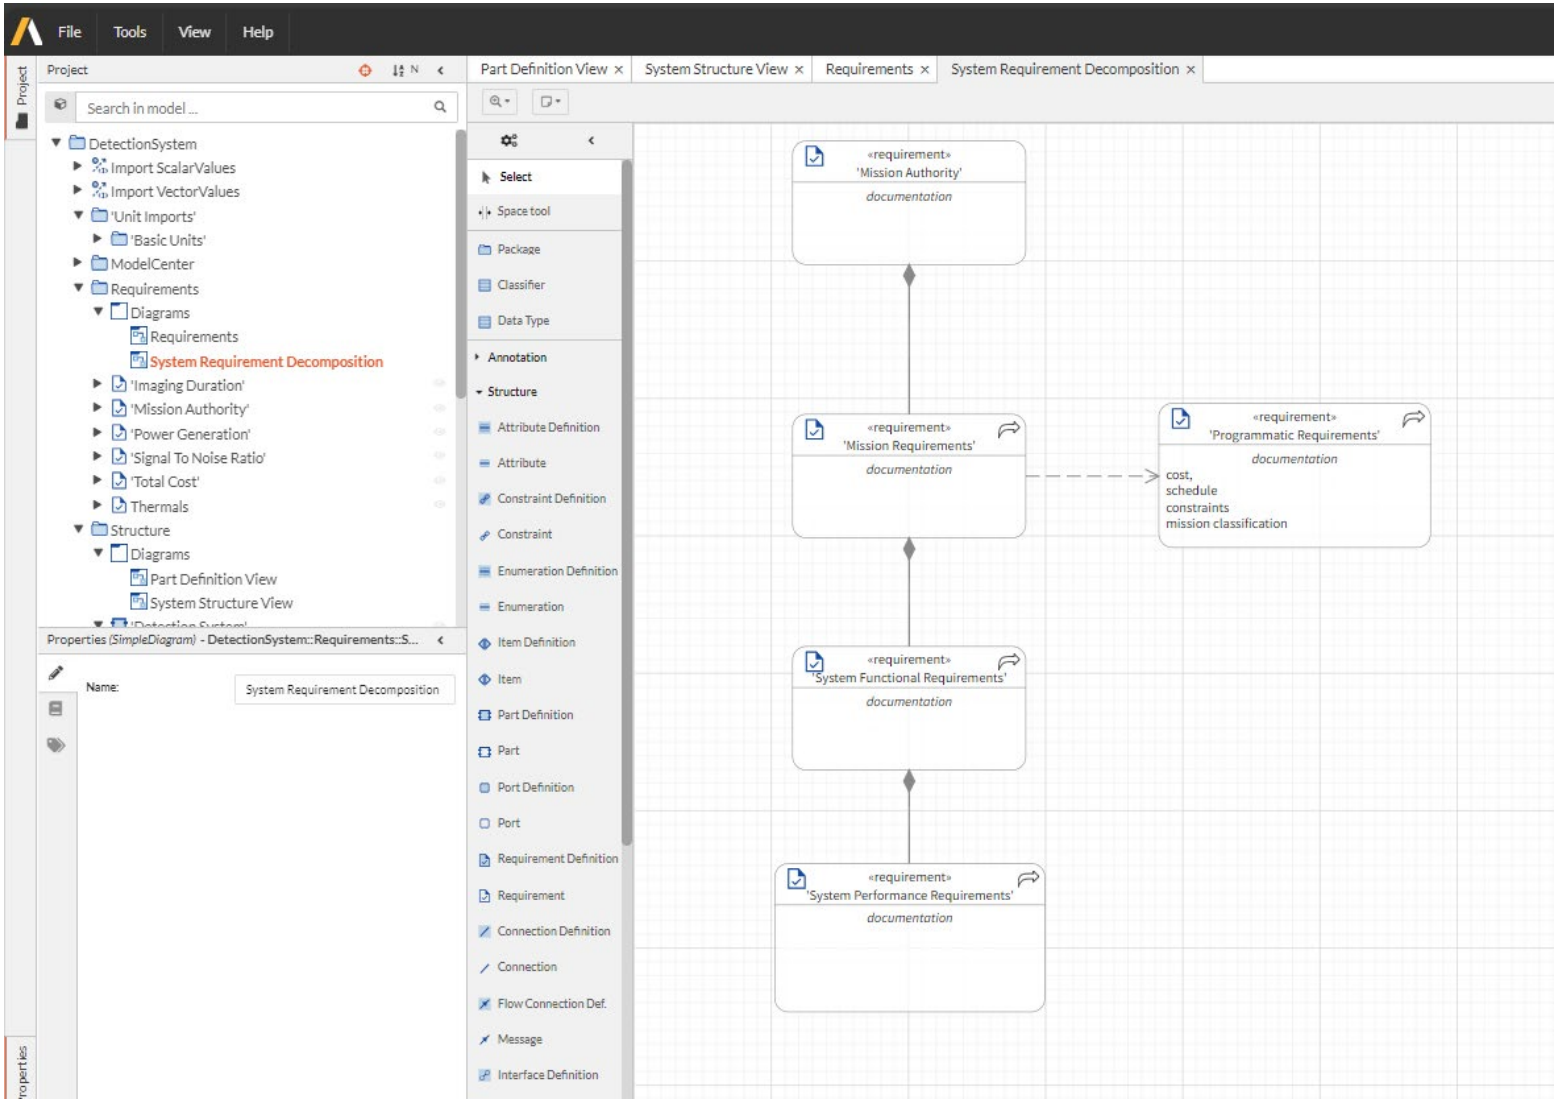 File Tools View Help
Project
Project N
Part Definition View × System Structure View × Requirements × System Requirement Decomposition ×
Search in model ...
DetectionSystem
Import ScalarValues
Import VectorValues
'Unit Imports'
'Basic Units'
ModelCenter
Requirements
Diagrams
Requirements
System Requirement Decomposition
'Imaging Duration'
'Mission Authority'
'Power Generation'
'Signal To Noise Ratio'
'Total Cost'
Thermals
Structure
Diagrams
Part Definition View
System Structure View
'Detection System'
Properties (SimpleDiagram) - DetectionSystem::Requirements::S...
Name: System Requirement Decomposition
Properties
Select
Space tool
Package
Classifier
Data Type
Annotation
Structure
Attribute Definition
Attribute
Constraint Definition
Constraint
Enumeration Definition
Enumeration
Item Definition
Item
Part Definition
Part
Port Definition
Port
Requirement Definition
Requirement
Connection Definition
Connection
Flow Connection Def.
Message
Interface Definition
«requirement»
'Mission Authority'
documentation
«requirement»
'Mission Requirements'
documentation
«requirement»
'Programmatic Requirements'
documentation
cost,
schedule
constraints
mission classification
«requirement»
'System Functional Requirements'
documentation
«requirement»
'System Performance Requirements'
documentation